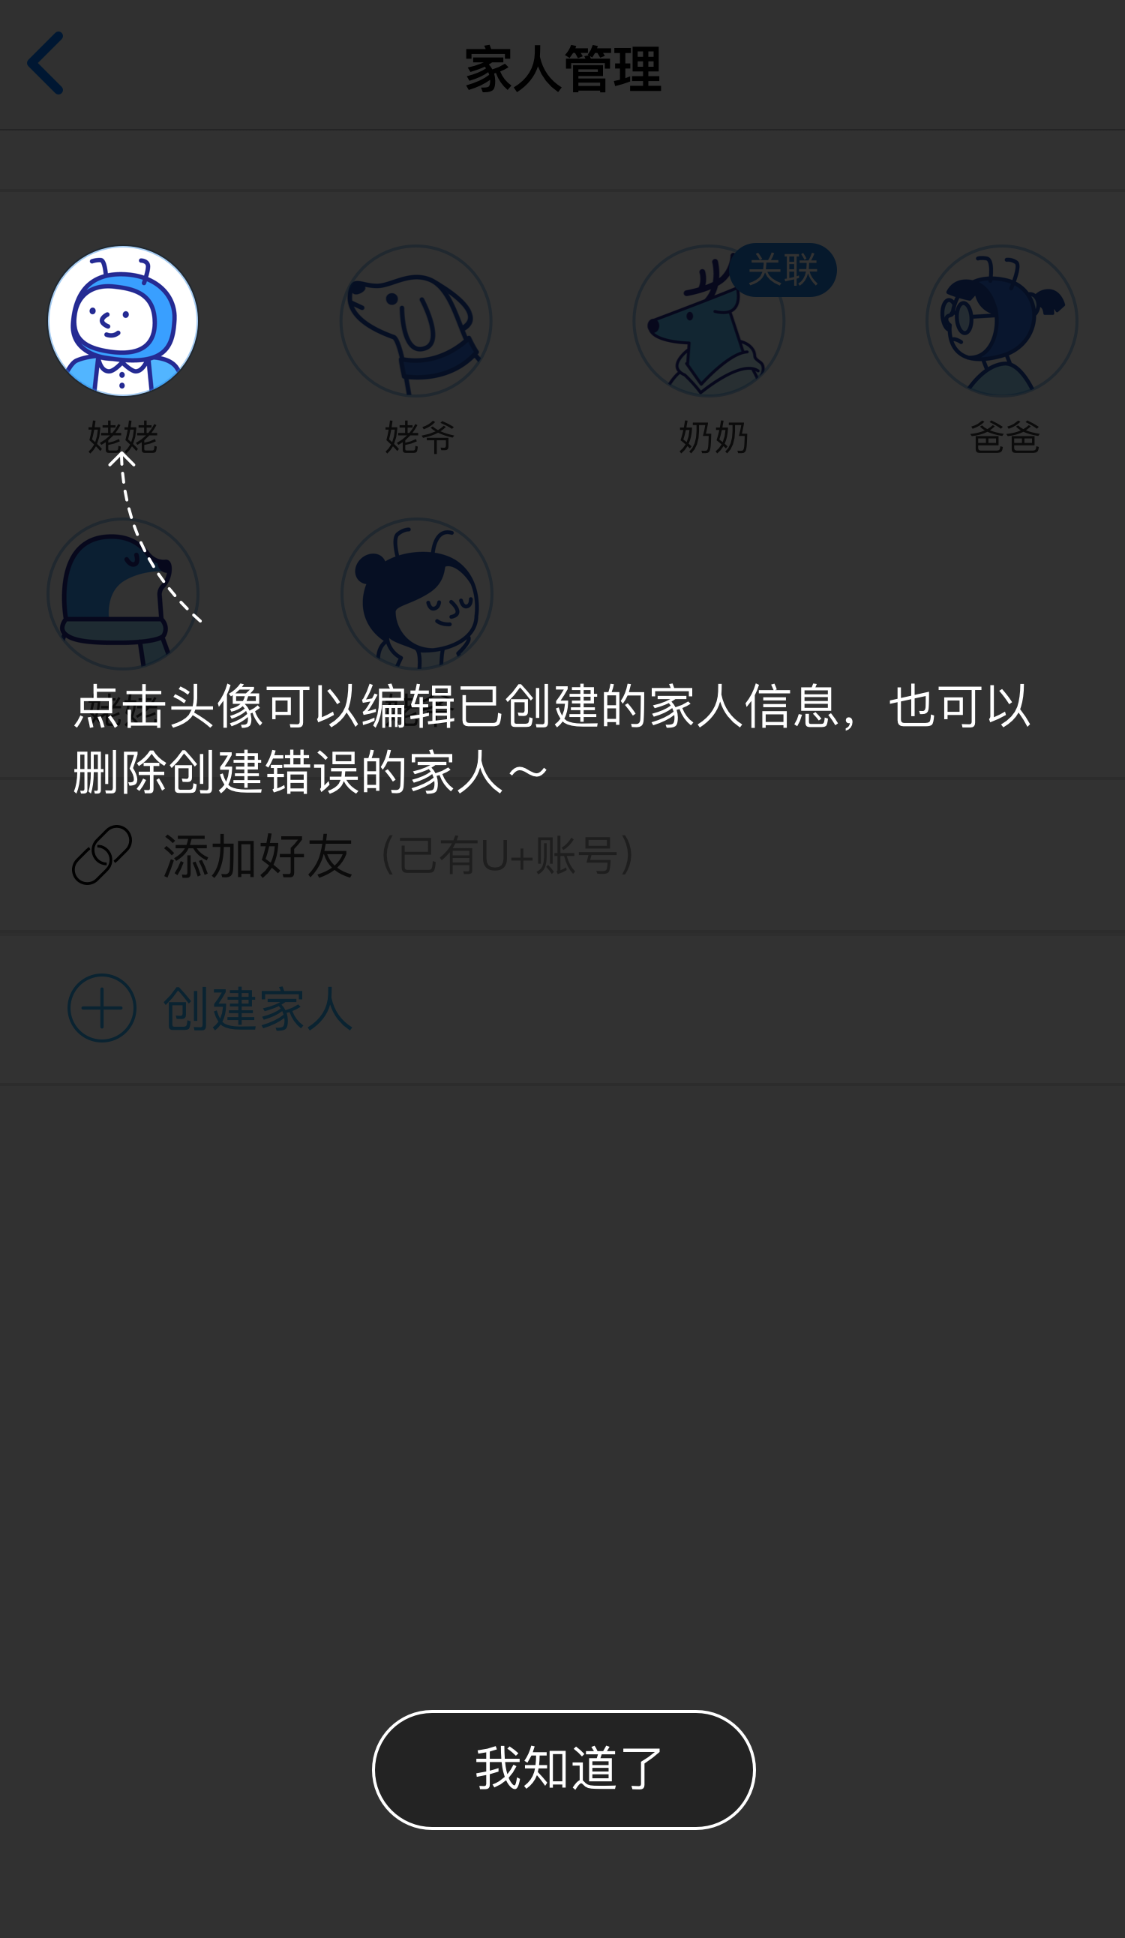 家人管理
关联
姥姥
姥爷
奶奶
爸爸
点击头像可以编辑已创建的家人信息，也可以
删除创建错误的家人～
添加好友（已有U+账号）
创建家人
我知道了